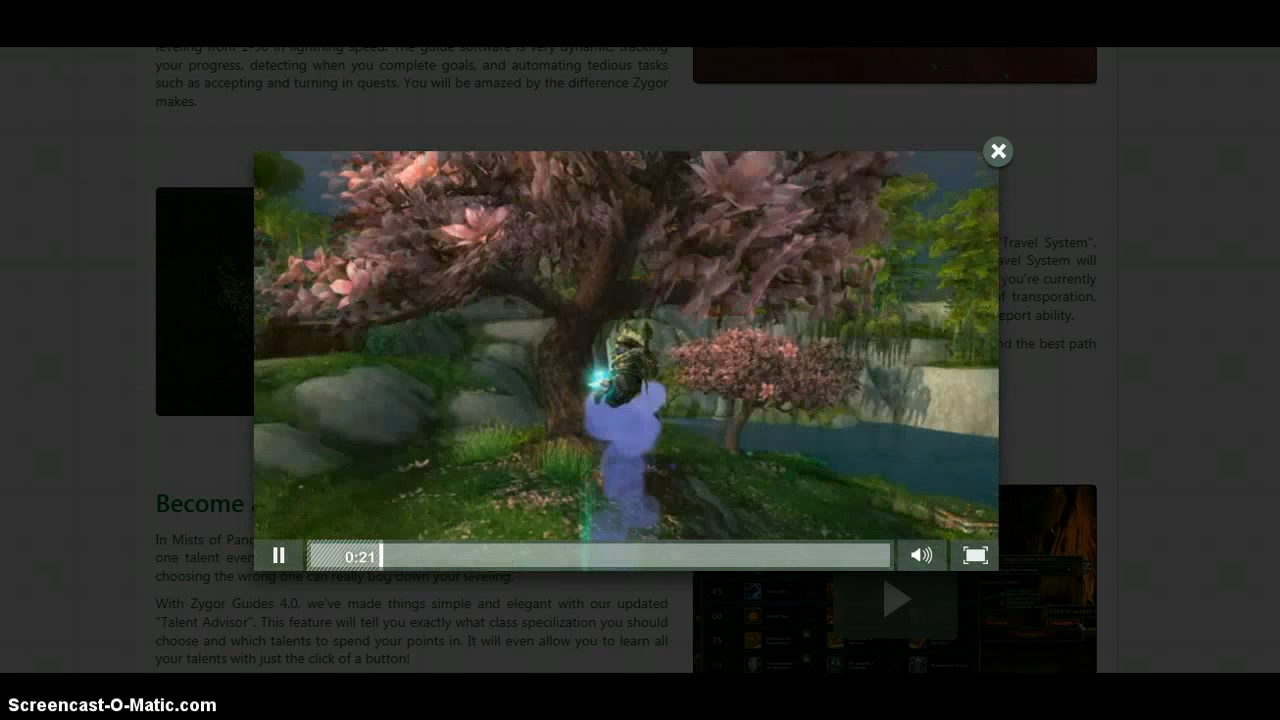 leveling from 1-90 in lightning speed. The guide software is very dynamic, tracking
your progress, detecting when you complete goals, and automating tedious tasks
such as accepting and turning in quests. You will be amazed by the difference Zygor
makes.
"Travel System".
System will
you're currently
transporation,
ability.
the best path
Become
In Mists of
one talent
choosing the wrong one can really bog down your leveling.
With Zygor Guides 4.0, we've made things simple and elegant with our updated
"Talent Advisor". This feature will tell you exactly what class specilization you should
choose and which talents to spend your points in. It will even allow you to learn all
your talents with just the click of a button!
0:21
45
60
75
90
Screencast-O-Matic.com